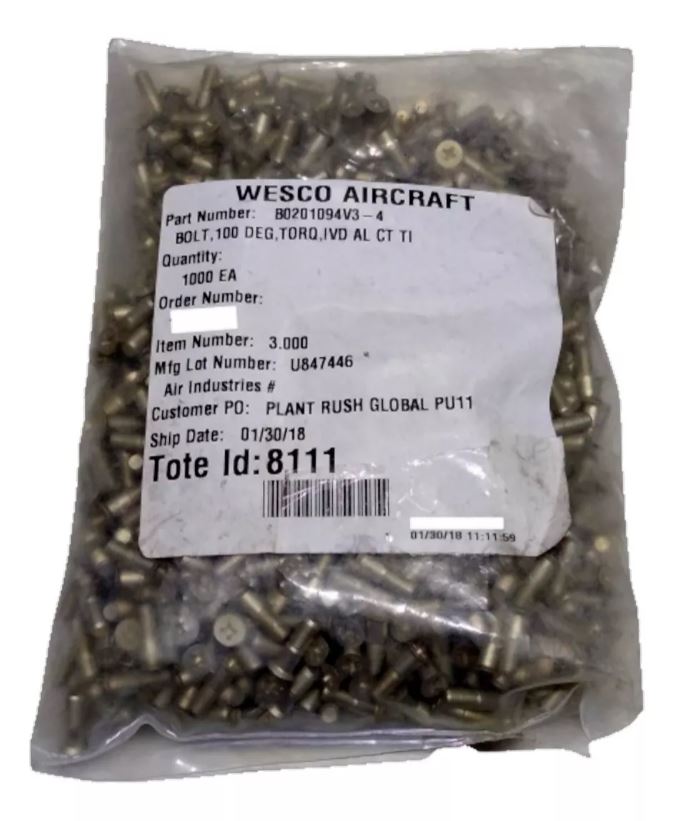 WESCO AIRCRAFT
Part Number: B0201094V3-4
BOLT,100 DEG,TORQ,IVD AL CT TI
Quantity:
1000 EA
Order Number:
Item Number: 3.000
Mfg Lot Number: U847446
Air Industries #
Customer PO: PLANT RUSH GLOBAL PU11
Ship Date: 01/30/18
Tote Id:8111
01/30/18 11:11:59